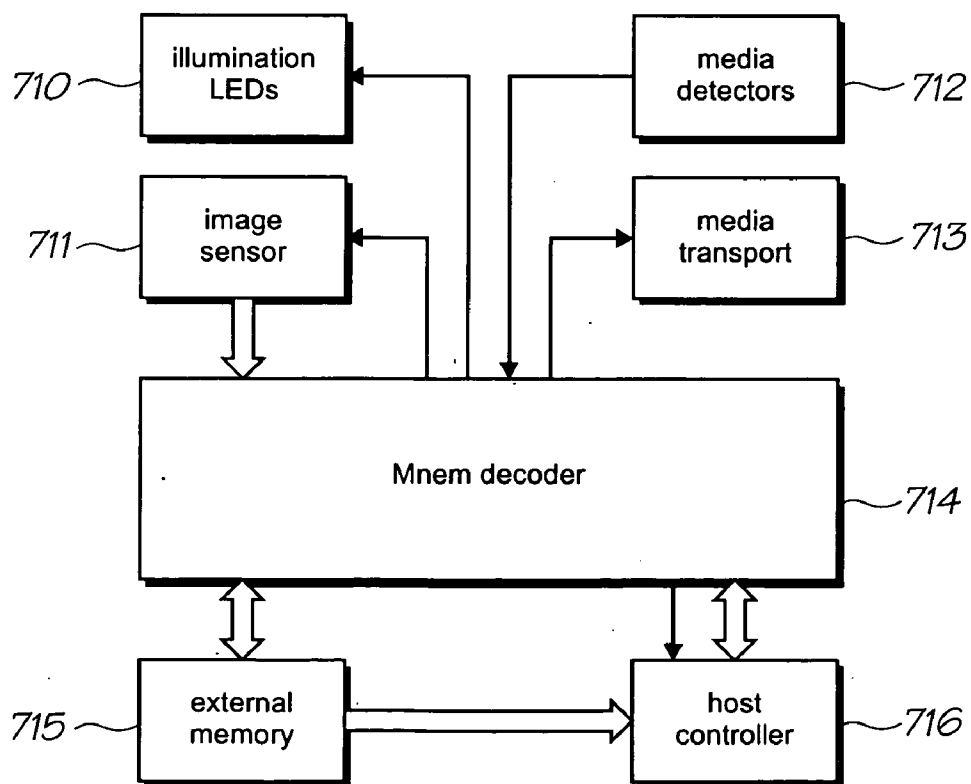 illumination
LEDs
710
media
detectors
712
image
sensor
711
media
transport
713
Mnem decoder
714
external
memory
715
host
controller
716